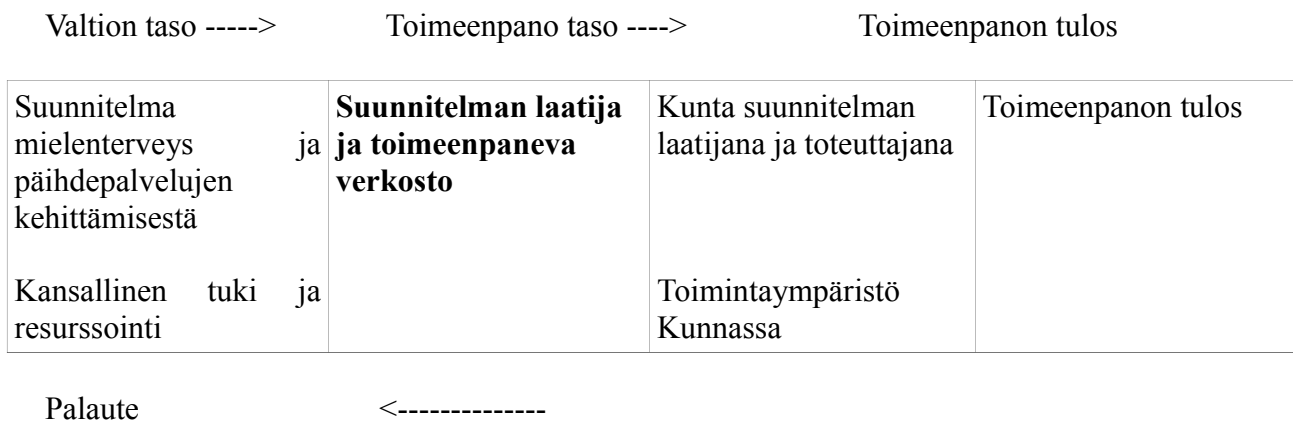 Valtion taso -----> Toimeenpano taso ----> Toimeenpanon tulos
Suunnitelma
mielenterveys ja
päihdepalvelujen
kehittämisestä
Kansallinen tuki ja
resurssointi
Suunnitelman laatija
ja toimeenpaneva
verkosto
Kunta suunnitelman
laatijana ja toteuttajana
Toimintaympäristö
Kunnassa
Toimeenpanon tulos
Palaute <--------------